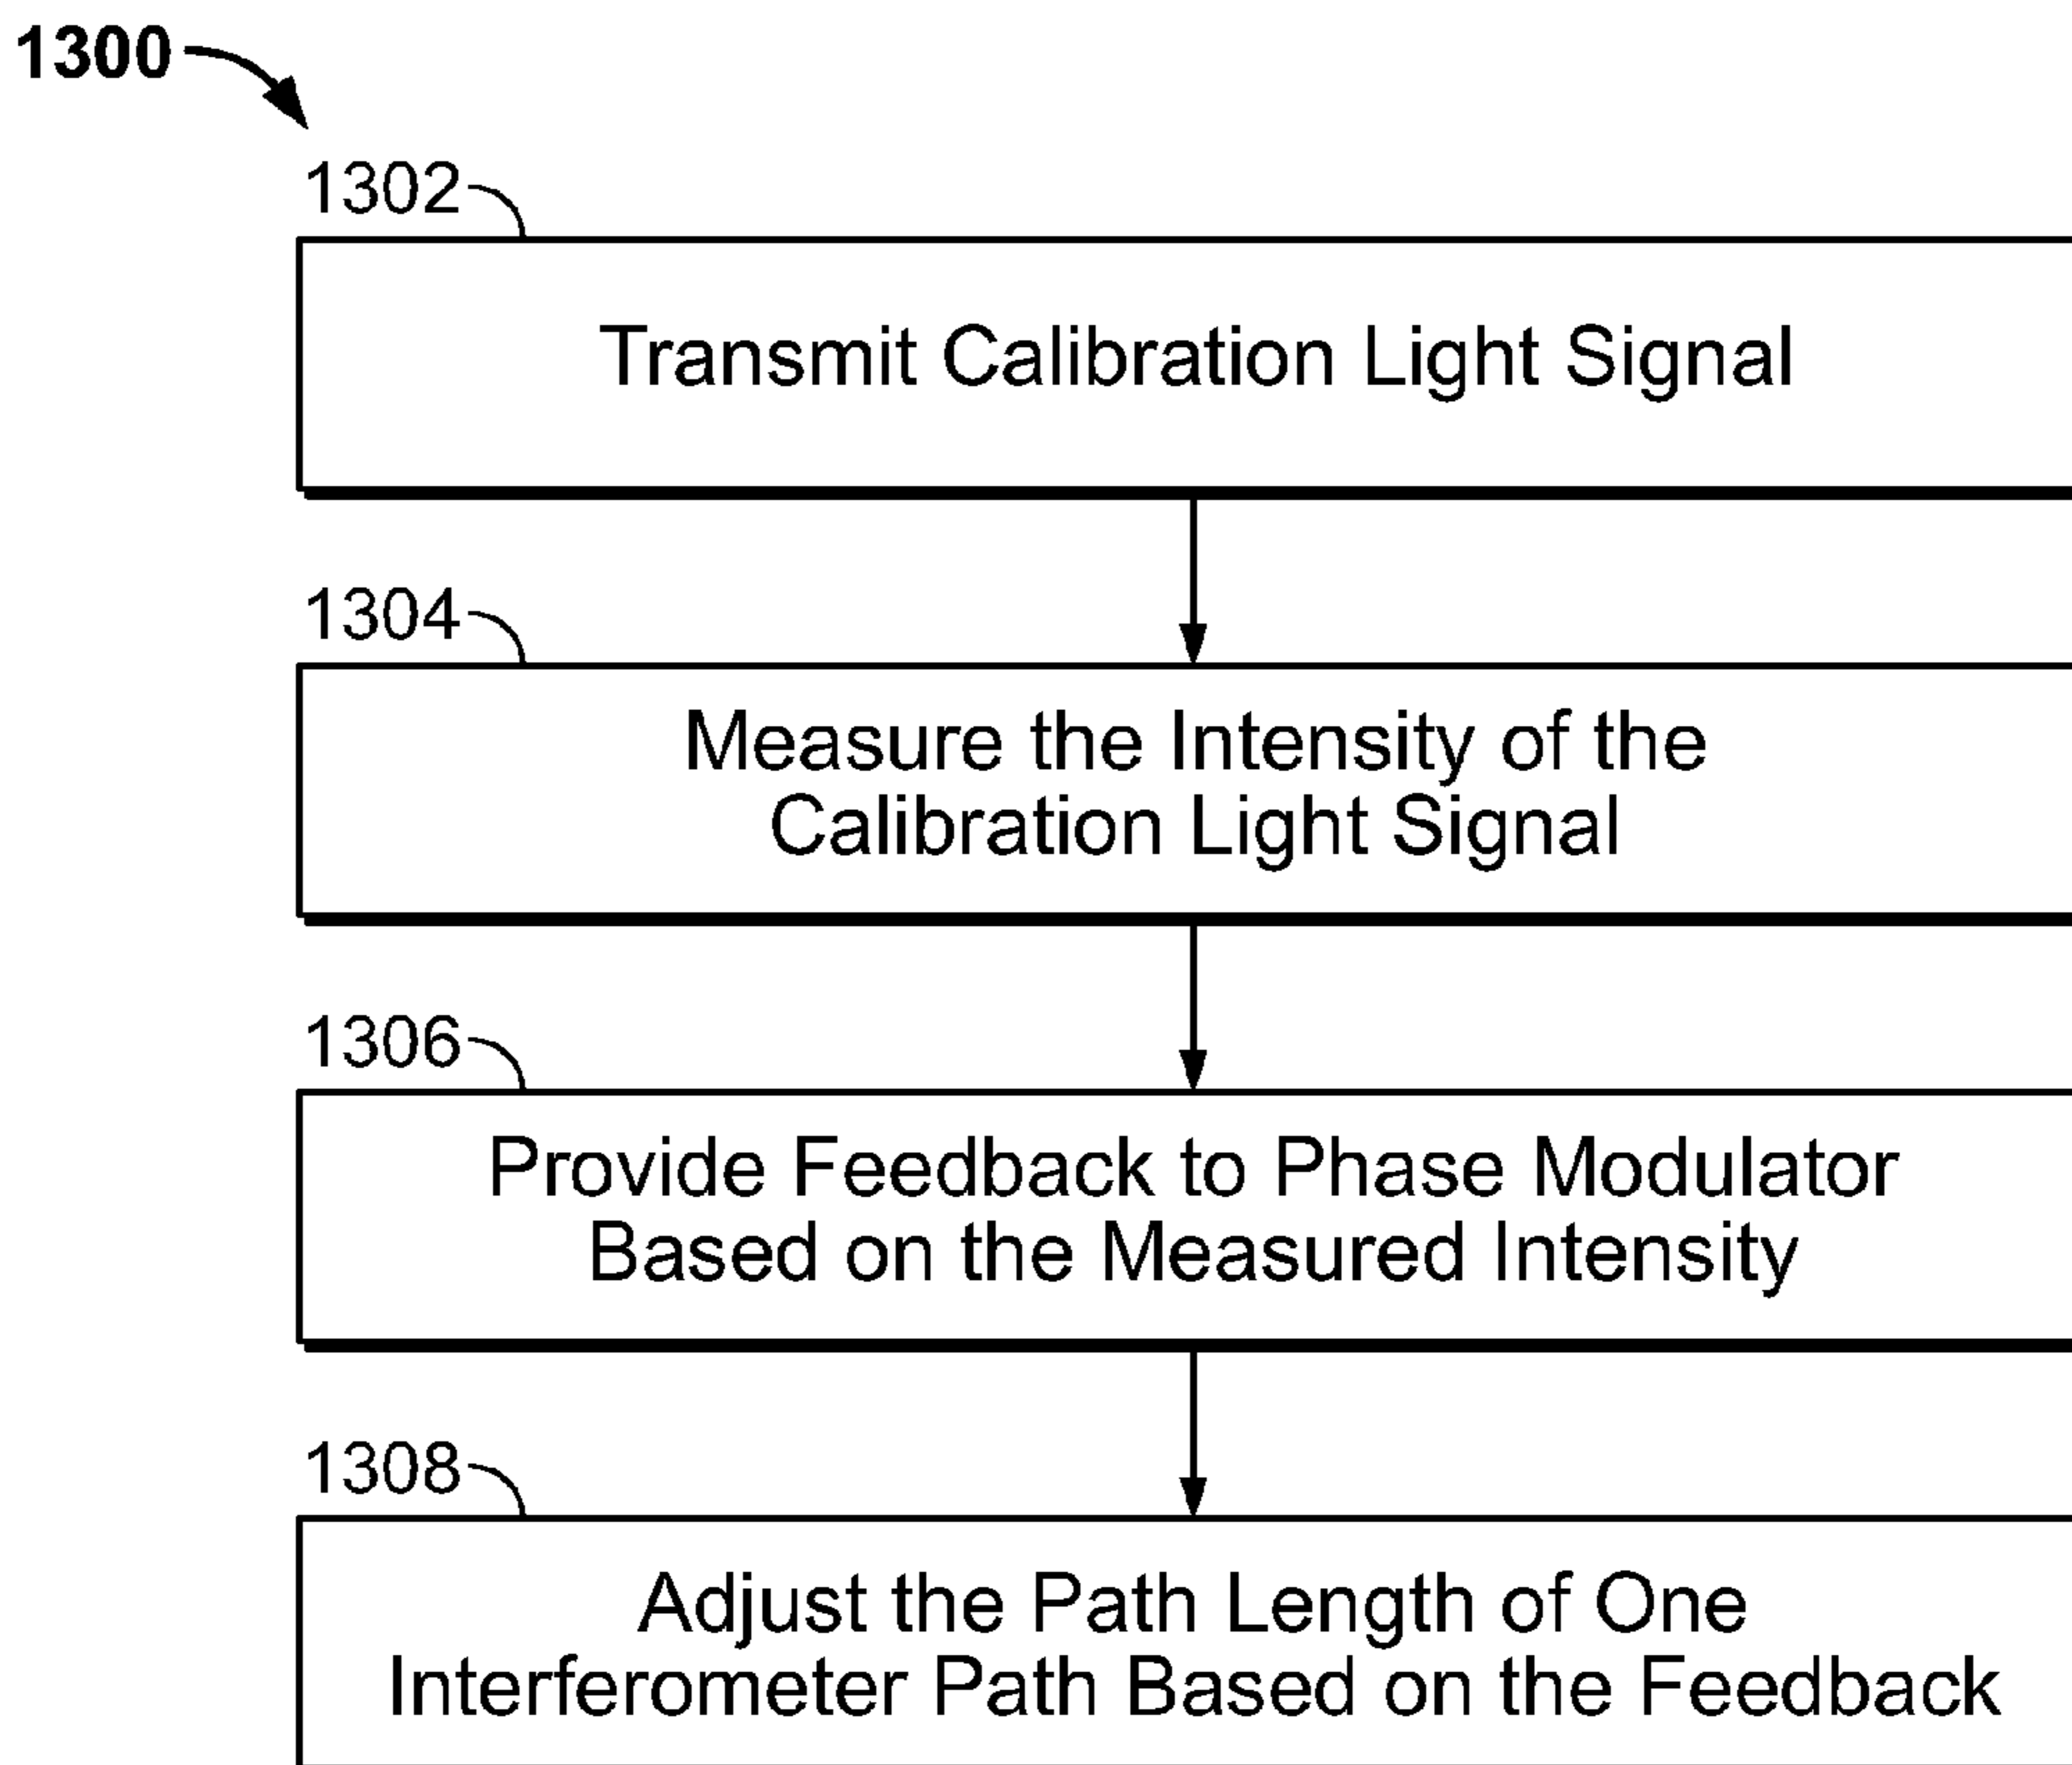 1300
1302
Transmit Calibration Light Signal
1304
Measure the Intensity of the
Calibration Light Signal
1306
Provide Feedback to Phase Modulator
Based on the Measured Intensity
1308
Adjust the Path Length of One
Interferometer Path Based on the Feedback